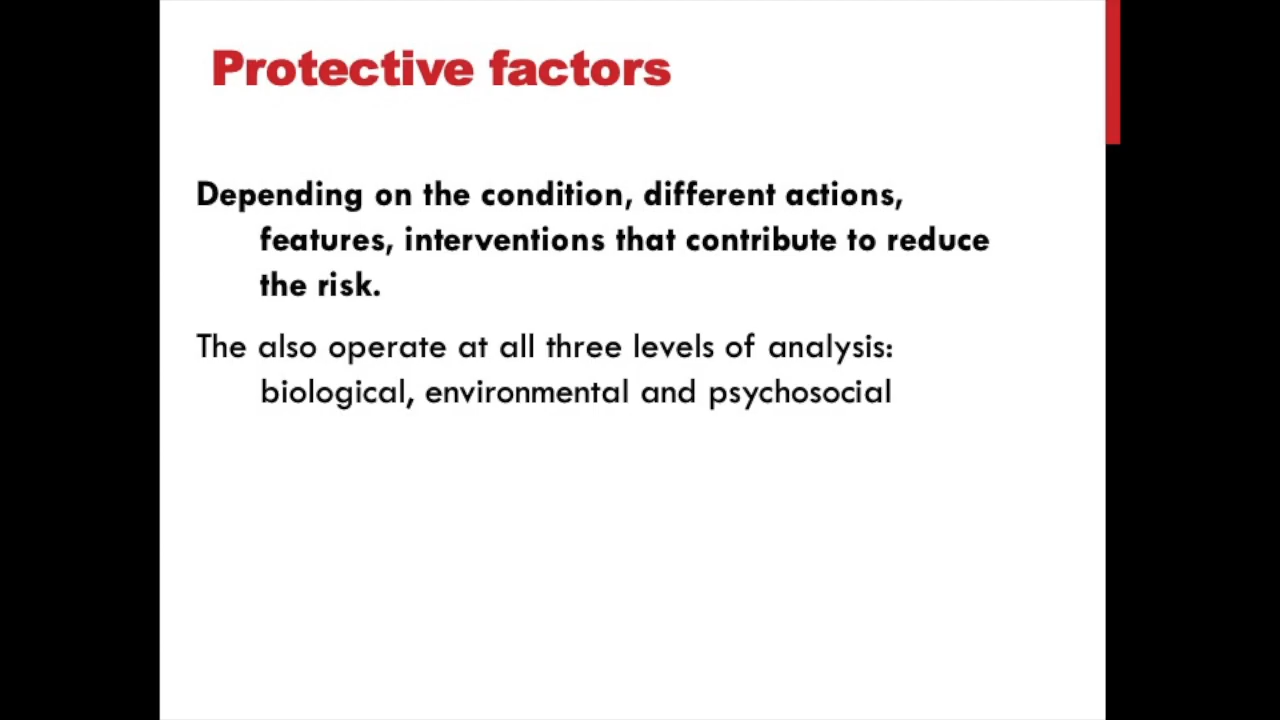 Protective factors
Depending on the condition, different actions,
features, interventions that contribute to reduce
the risk.
The also operate at all three levels of analysis:
biological, environmental and psychosocial